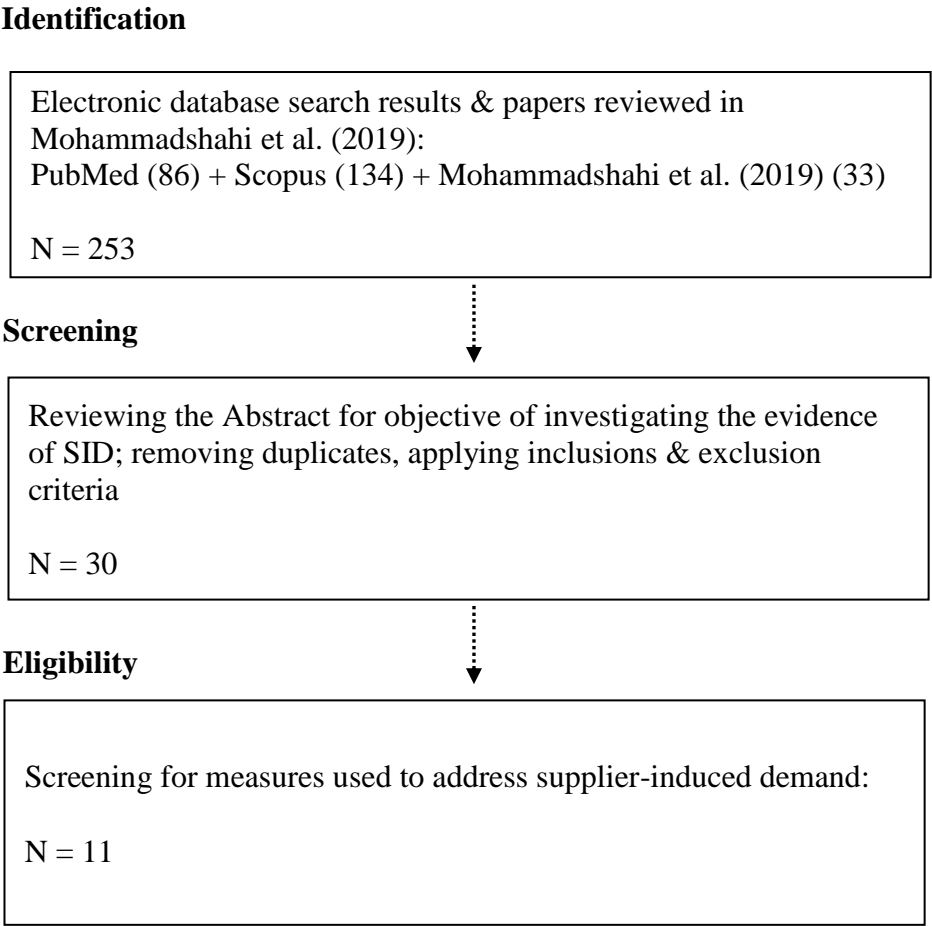 Identification
Electronic database search results & papers reviewed in
Mohammadshahi et al. (2019):
PubMed (86) + Scopus (134) + Mohammadshahi et al. (2019) (33)
N = 253
Screening
Reviewing the Abstract for objective of investigating the evidence
of SID; removing duplicates, applying inclusions & exclusion
criteria
N = 30
Eligibility
Screening for measures used to address supplier-induced demand:
N = 11